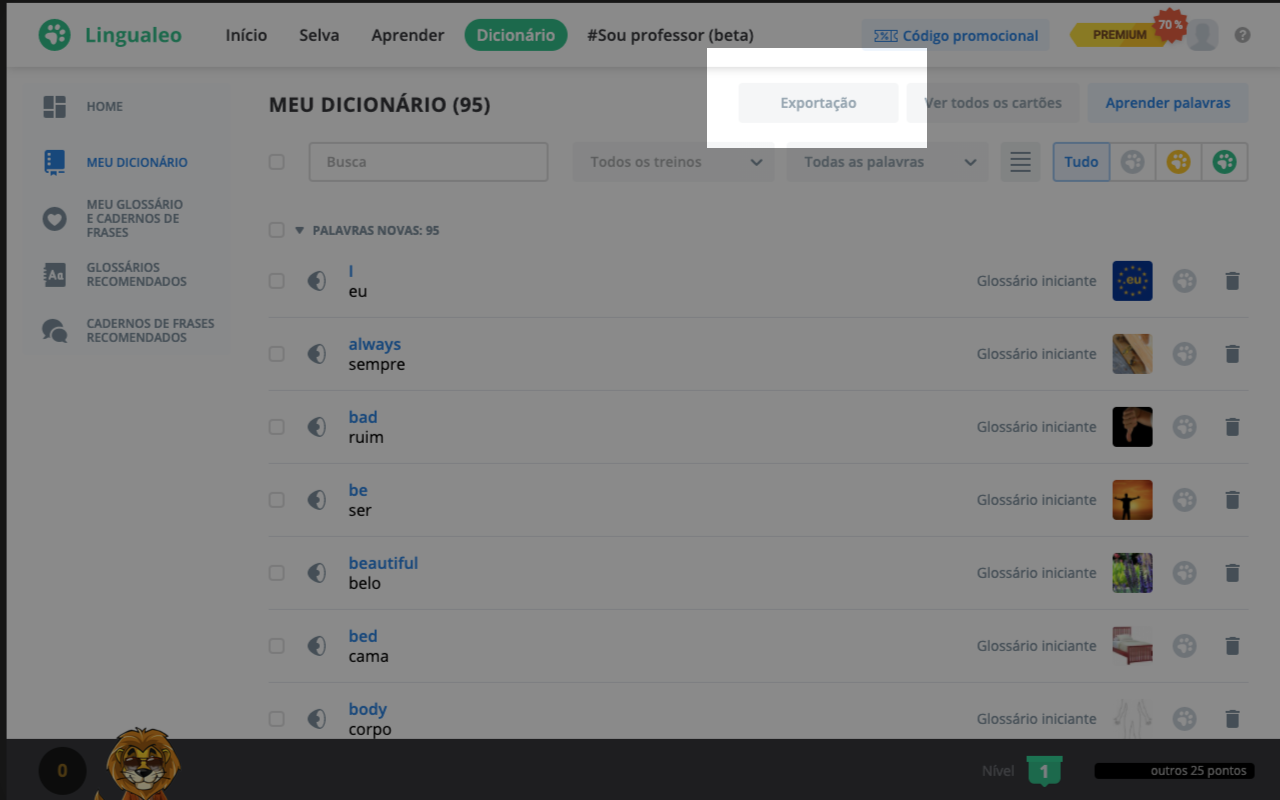 Lingualeo
Início Selva Aprender Dicionário #Sou professor (beta) Código promocional PREMIUM 70 % ?
HOME
MEU DICIONÁRIO
MEU GLOSSÁRIO
E CADERNOS DE
FRASES
GLOSSÁRIOS
RECOMENDADOS
CADERNOS DE FRASES
RECOMENDADOS
MEU DICIONÁRIO (95) Exportação Ver todos os cartões Aprender palavras
Busca Todos os treinos Todas as palavras Tudo
PALAVRAS NOVAS: 95
I
eu
Glossário iniciante .eu
always
sempre
Glossário iniciante
bad
ruim
Glossário iniciante
be
ser
Glossário iniciante
beautiful
belo
Glossário iniciante
bed
cama
Glossário iniciante
body
corpo
Glossário iniciante
0 Nível 1 outros 25 pontos